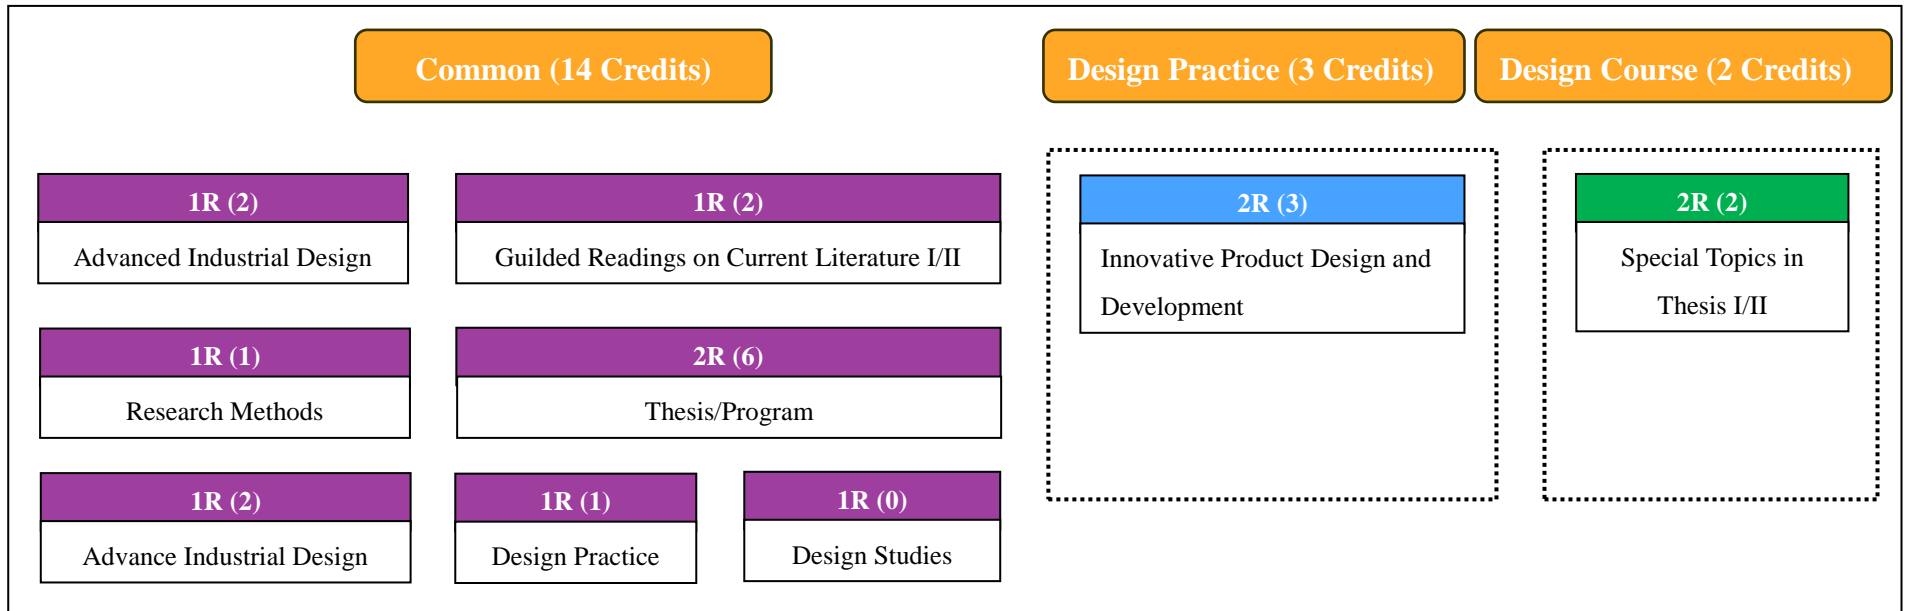 Common (14 Credits)
Design Practice (3 Credits)
Design Course (2 Credits)
1R (2)
Advanced Industrial Design
1R (2)
Guilded Readings on Current Literature I/II
2R (3)
Innovative Product Design and
Development
2R (2)
Special Topics in
Thesis I/II
1R (1)
Research Methods
2R (6)
Thesis/Program
1R (2)
Advance Industrial Design
1R (1)
Design Practice
1R (0)
Design Studies